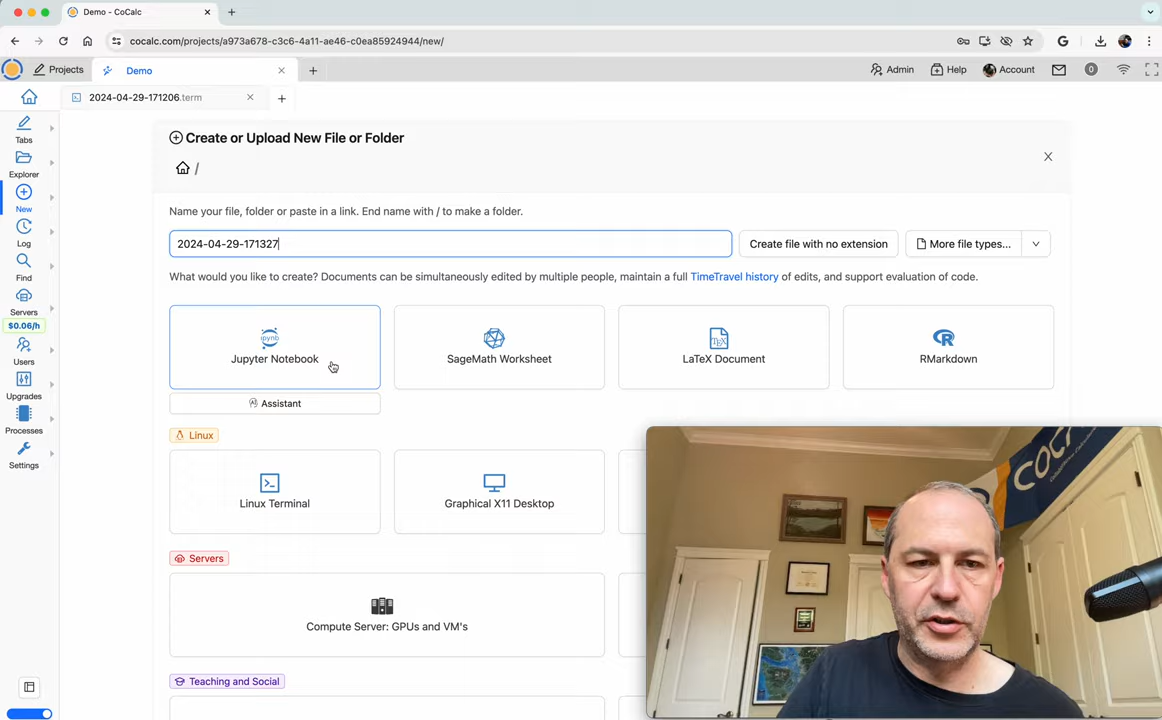 Demo - CoCalc
cocalc.com/projects/a973a678-c3c6-4a11-ae46-c0ea85924944/new/
Projects
Demo
Admin
Help
Account
0
2024-04-29-171206.term
Tabs
Explorer
New
Log
Find
Servers
$0.06/h
Users
Upgrades
Processes
Settings
Create or Upload New File or Folder
/
Name your file, folder or paste in a link. End name with / to make a folder.
2024-04-29-171327
Create file with no extension
More file types...
What would you like to create? Documents can be simultaneously edited by multiple people, maintain a full TimeTravel history of edits, and support evaluation of code.
ipynb
Jupyter Notebook
SageMath Worksheet
TEX
LaTeX Document
R
RMarkdown
AI Assistant
Linux
Linux Terminal
Graphical X11 Desktop
Servers
Compute Server: GPUs and VM's
Teaching and Social
COCA